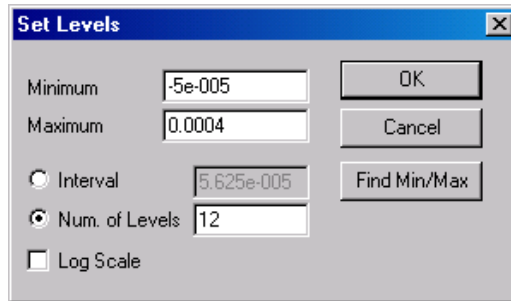 Set Levels
Minimum -5e-005 OK
Maximum 0.0004 Cancel
Interval 5.625e-005 Find Min/Max
Num. of Levels 12
Log Scale